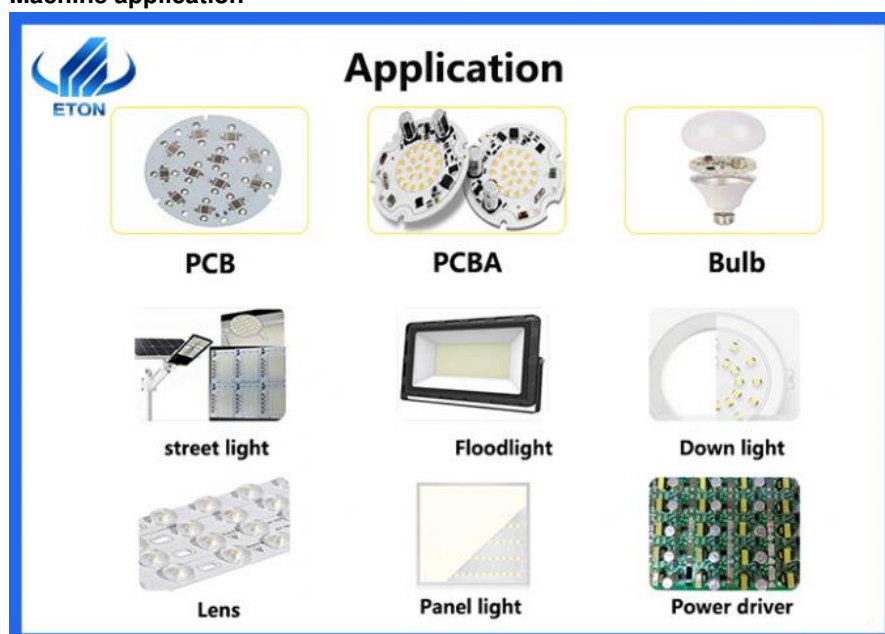 Machine application
Application
ETON
PCB PCBA Bulb
street light Floodlight Down light
Lens Panel light Power driver